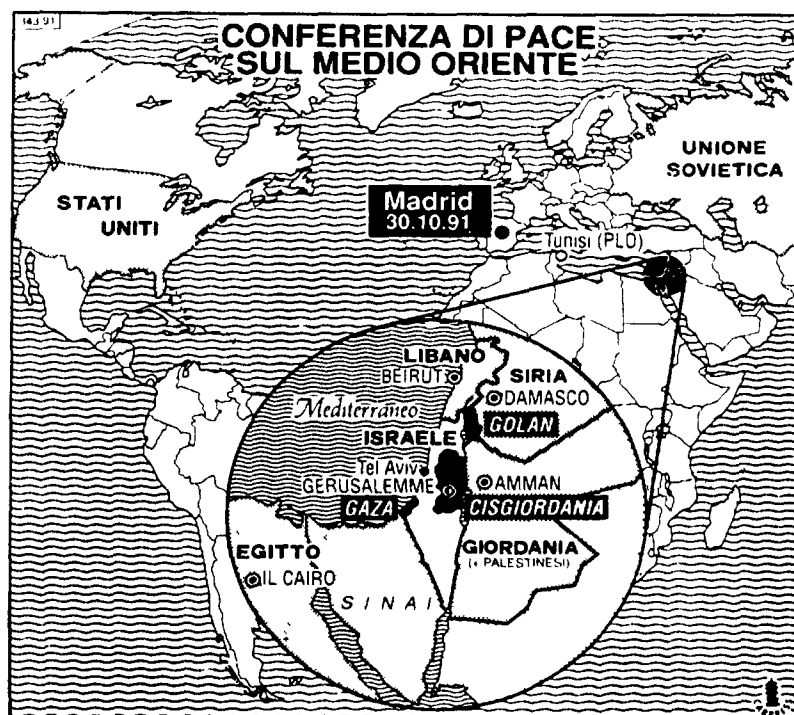 143 91
CONFERENZA DI PACE
SUL MEDIO ORIENTE
UNIONE
SOVIETICA
STATI
UNITI
Madrid
30.10.91
Tunisi (PLO)
LIBANO
BEIRUT
SIRIA
DAMASCO
Mediterraneo
GOLAN
ISRAELE
Tel Aviv
GERUSALEMME
AMMAN
GAZA
CISGIORDANIA
GIORDANIA
(+ PALESTINESI)
EGITTO
IL CAIRO
SINAI